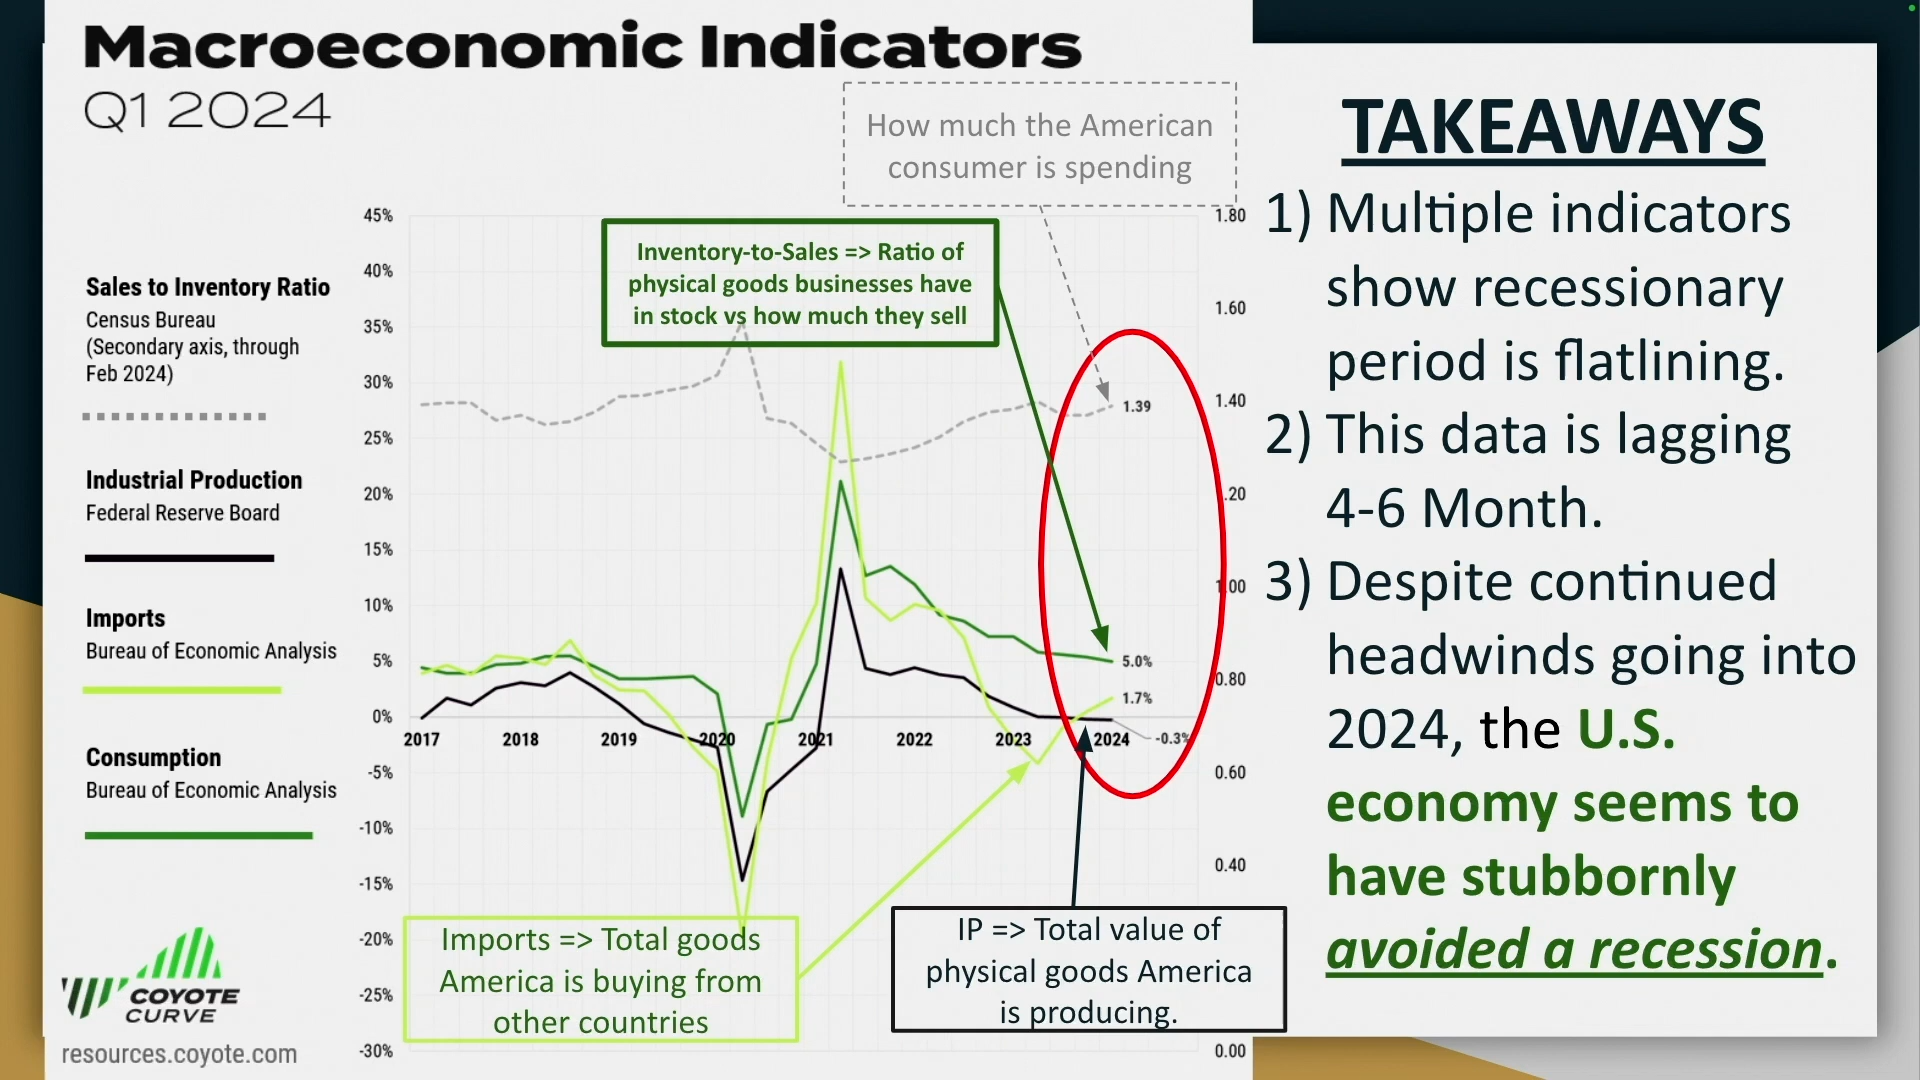 Macroeconomic Indicators
Q1 2024
How much the American
consumer is spending
Inventory-to-Sales => Ratio of
physical goods businesses have
in stock vs how much they sell
Sales to Inventory Ratio
Census Bureau
(Secondary axis, through
Feb 2024)
Industrial Production
Federal Reserve Board
Imports
Bureau of Economic Analysis
Consumption
Bureau of Economic Analysis
45%
40%
35%
30%
25%
20%
15%
10%
5%
0%
-5%
-10%
-15%
-20%
-25%
-30%
2017 2018 2019 2020 2021 2022 2023 2024
1.39
5.0%
1.7%
-0.3%
1.80
1.60
1.40
.20
1.00
0.80
0.60
0.40
0.00
Imports => Total goods
America is buying from
other countries
IP => Total value of
physical goods America
is producing.
COYOTE
CURVE
resources.coyote.com
TAKEAWAYS
1) Multiple indicators
show recessionary
period is flatlining.
2) This data is lagging
4-6 Month.
3) Despite continued
headwinds going into
2024, the U.S.
economy seems to
have stubbornly
avoided a recession.